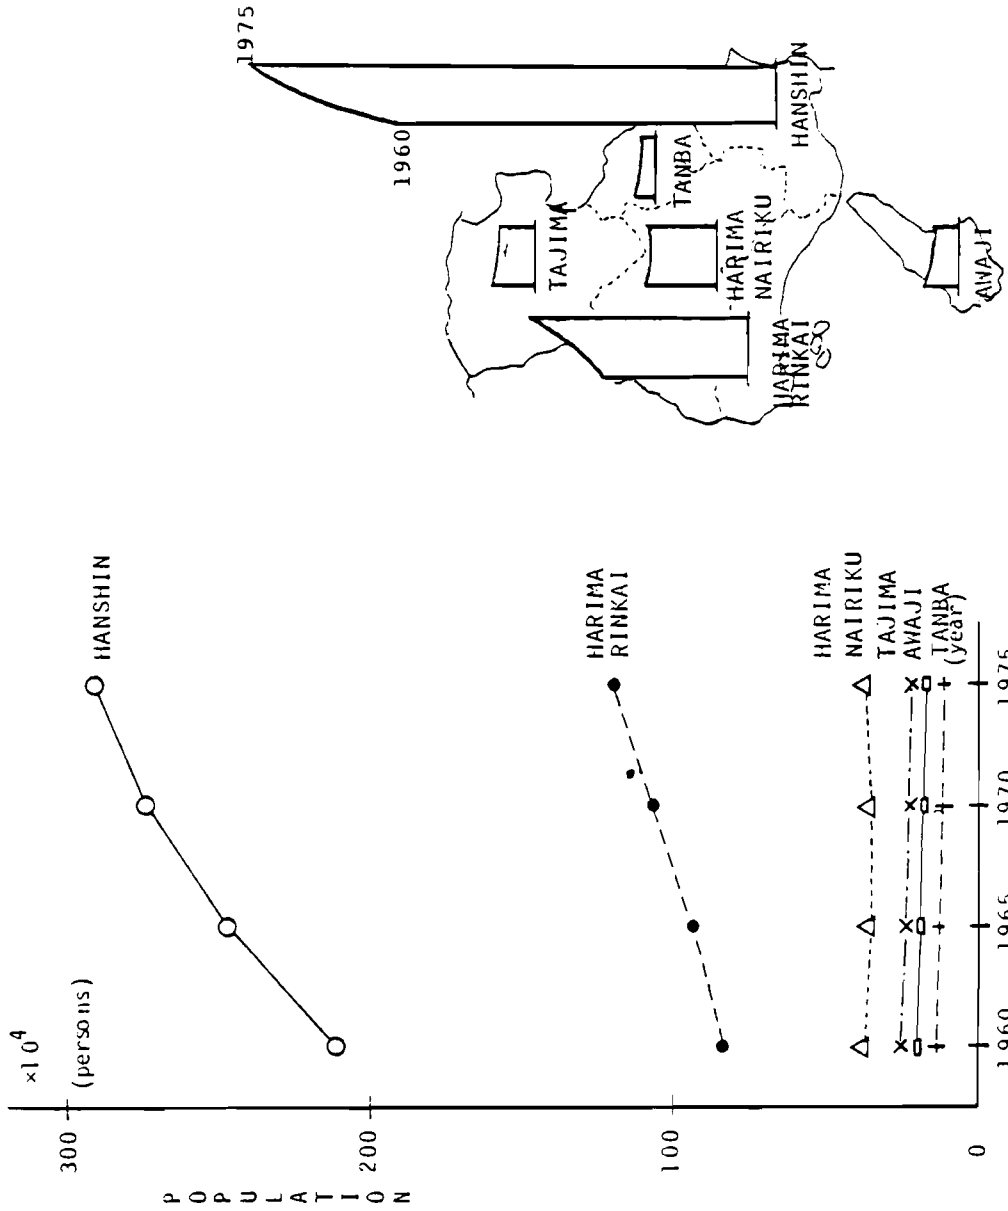 ×10⁴
(persons)
300
200
100
0
POPULATION
1960
1965
1970
1975
(year)
HANSHIN
HARIMA
RINKAI
HARIMA
NAIRIKU
TAJIMA
AWAJI
TANBA
1975
1960
TAJIMA
TANBA
HARIMA
NAIRIKU
HARIMA
RINKAI
HANSHIN
AWAJI